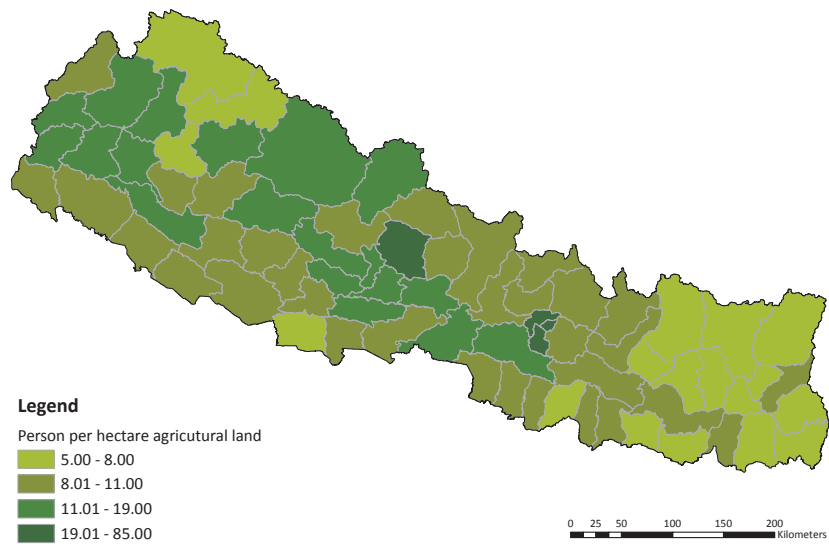 Legend
Person per hectare agricutural land
5.00 - 8.00
8.01 - 11.00
11.01 - 19.00
19.01 - 85.00
0 25 50 100 150 200
Kilometers